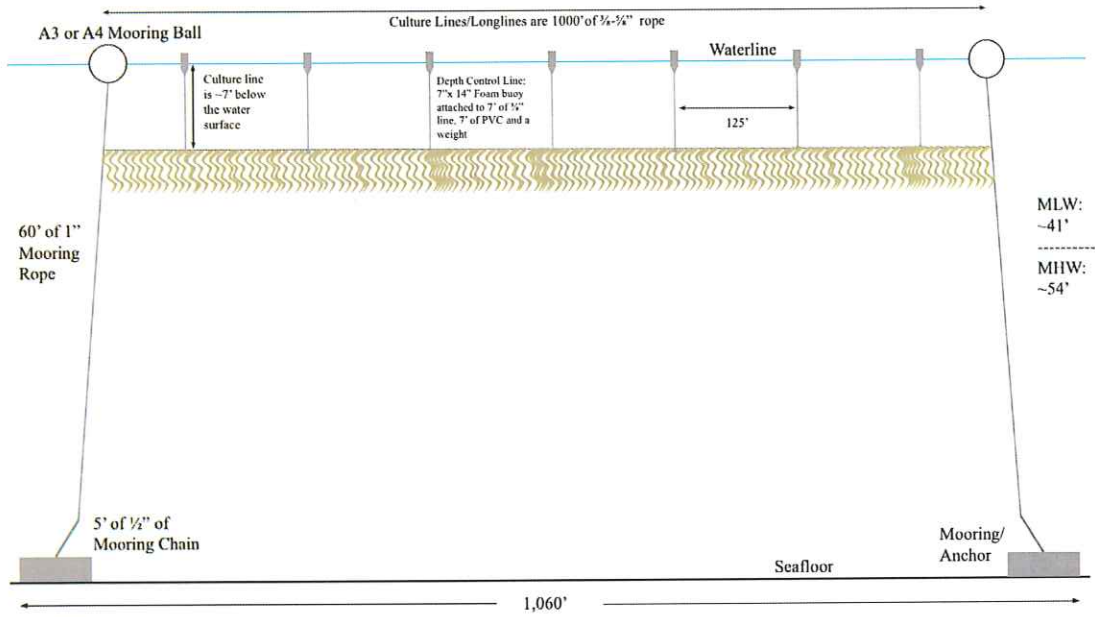 Culture Lines/Longlines are 1000' of ⅜-⅝" rope
A3 or A4 Mooring Ball
Waterline
Culture line
is ~7' below
the water
surface
Depth Control Line:
7"x 14" Foam buoy
attached to 7' of ⅜"
line, 7' of PVC and a
weight
125'
60' of 1"
Mooring
Rope
MLW:
~41'
MHW:
~54'
5' of ½" of
Mooring Chain
Mooring/
Anchor
Seafloor
1,060'